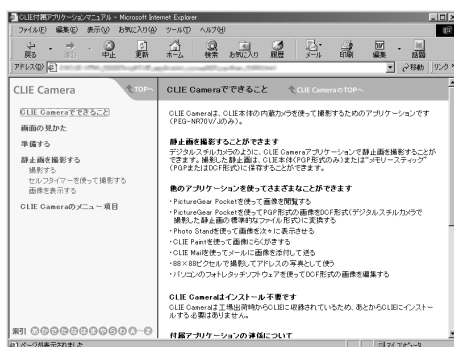 CLIE付属アプリケーションマニュアル - Microsoft Internet Explorer
ファイル(F) 編集(E) 表示(V) お気に入り(A) ツール(T) ヘルプ(H)
戻る 中止 更新 ホーム 検索 お気に入り 履歴 メール 印刷 編集
アドレス(D) 移動 リンク
CLIE Camera TOPへ
CLIE Cameraでできること
画面の見かた
準備する
静止画を撮影する
撮影する
セルフタイマーを使って撮影する
画像を表示する
CLIE Cameraのメニュー項目
索引 あ か さ た な は ま や ら わ A~Z
CLIE Cameraでできること CLIE CameraのTOPへ
CLIE Cameraは、CLIE本体の内蔵カメラを使って撮影するためのアプリケーションです
(PEG-NR70V/Jのみ)。
静止画を撮影することができます
デジタルスチルカメラのように、CLIE Cameraアプリケーションで静止画を撮影することが
できます。撮影した静止画は、CLIE本体(PGP形式のみ)または"メモリースティック"
(PGPまたはDCF形式)に保存することができます。
他のアプリケーションを使ってさまざまなことができます
・PictureGear Pocketを使って画像を閲覧する
・PictureGear Pocketを使ってPGP形式の画像をDCF形式(デジタルスチルカメラで
撮影した静止画の標準的なファイル形式)に変換する
・Photo Standを使って画像を次々に表示させる
・CLIE Paintを使って画像にらくがきする
・CLIE Mailを使ってメールに画像を添付して送る
・88×88ピクセルで撮影してアドレスの写真として使う
・パソコンのフォトレタッチソフトウェアを使ってDCF形式の画像を編集する
CLIE Cameraはインストール不要です
CLIE Cameraは工場出荷時からCLIEに収録されているため、あとからCLIEにインストー
ルする必要はありません。
付属アプリケーションの連係について
ページが表示されました マイ コンピュータ